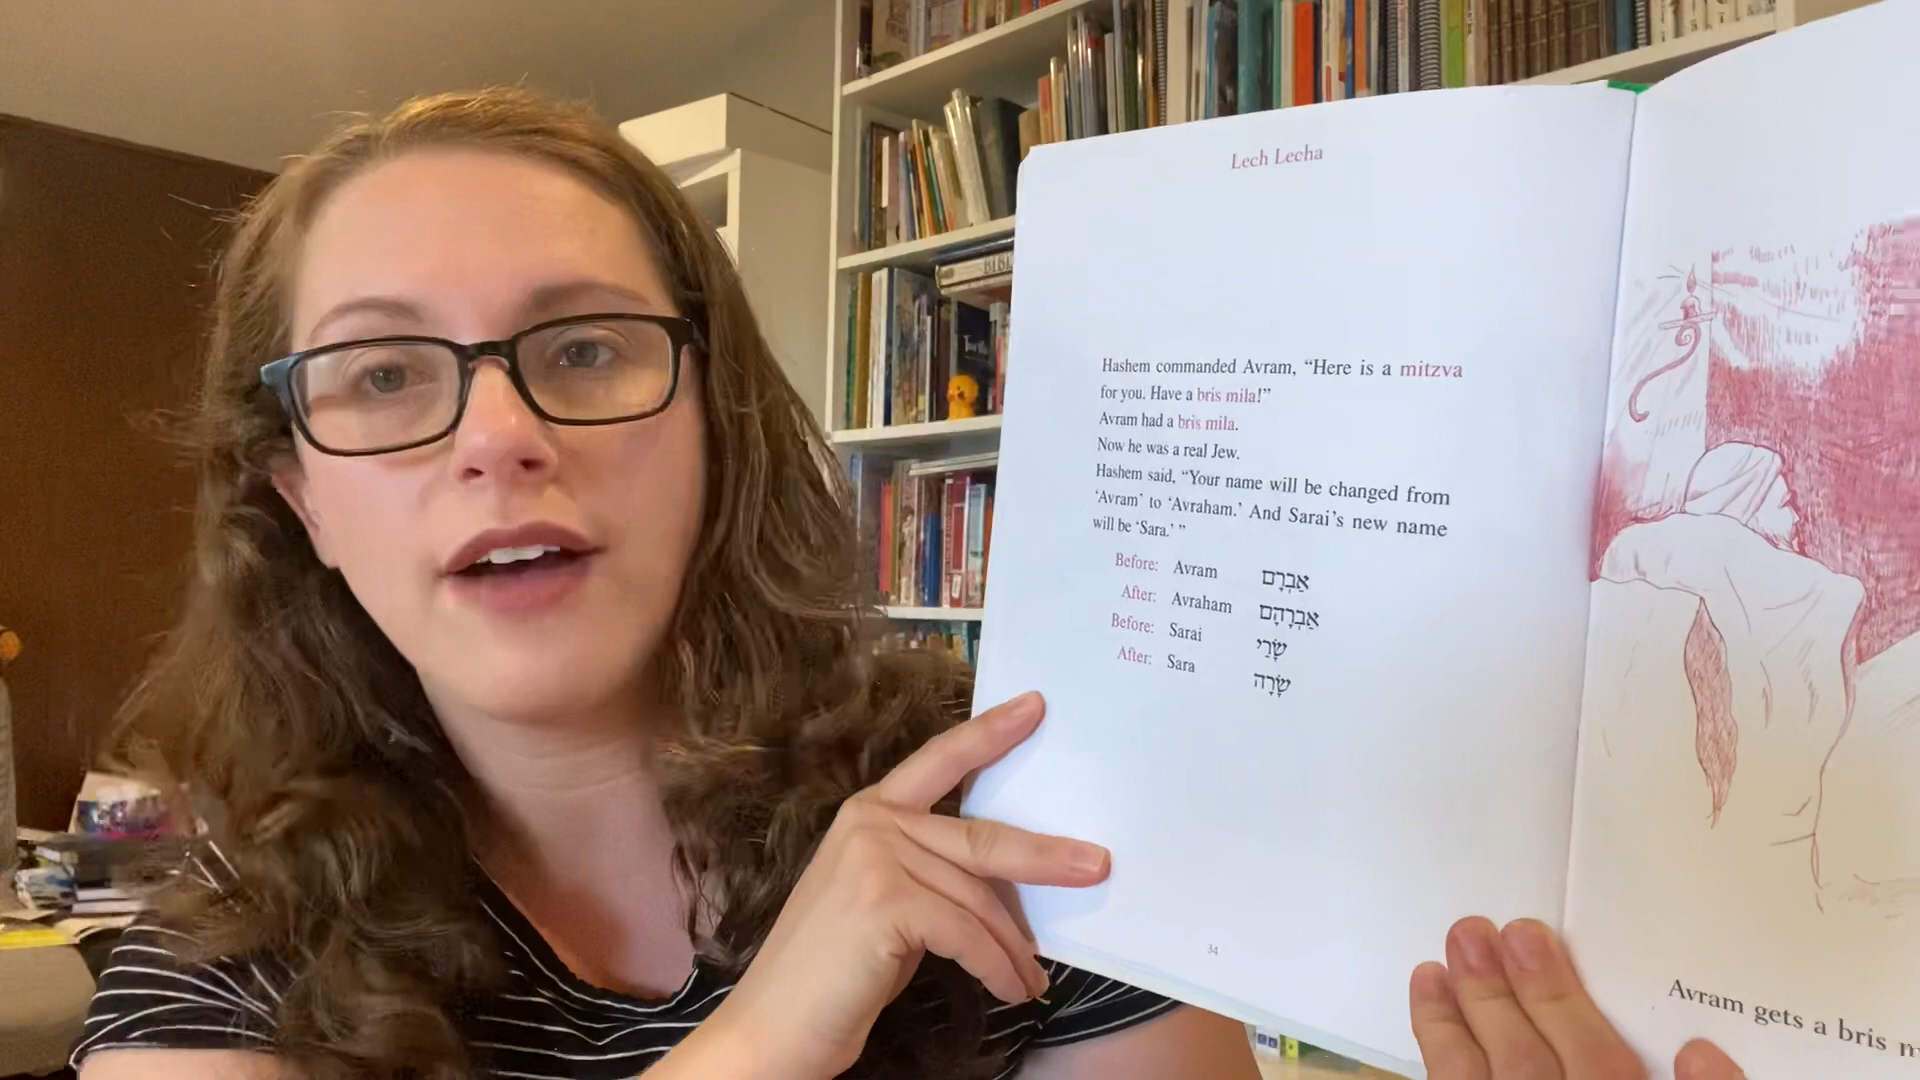 Lech Lecha
Hashem commanded Avram, “Here is a mitzva
for you. Have a bris mila!”
Avram had a bris mila.
Now he was a real Jew.
Hashem said, “Your name will be changed from
‘Avram’ to ‘Avraham.’ And Sarai’s new name
will be ‘Sara.’ ”
Before: Avram אַבְרָם
After: Avraham אַבְרָהָם
Before: Sarai שָׂרַי
After: Sara שָׂרָה
34
Avram gets a bris